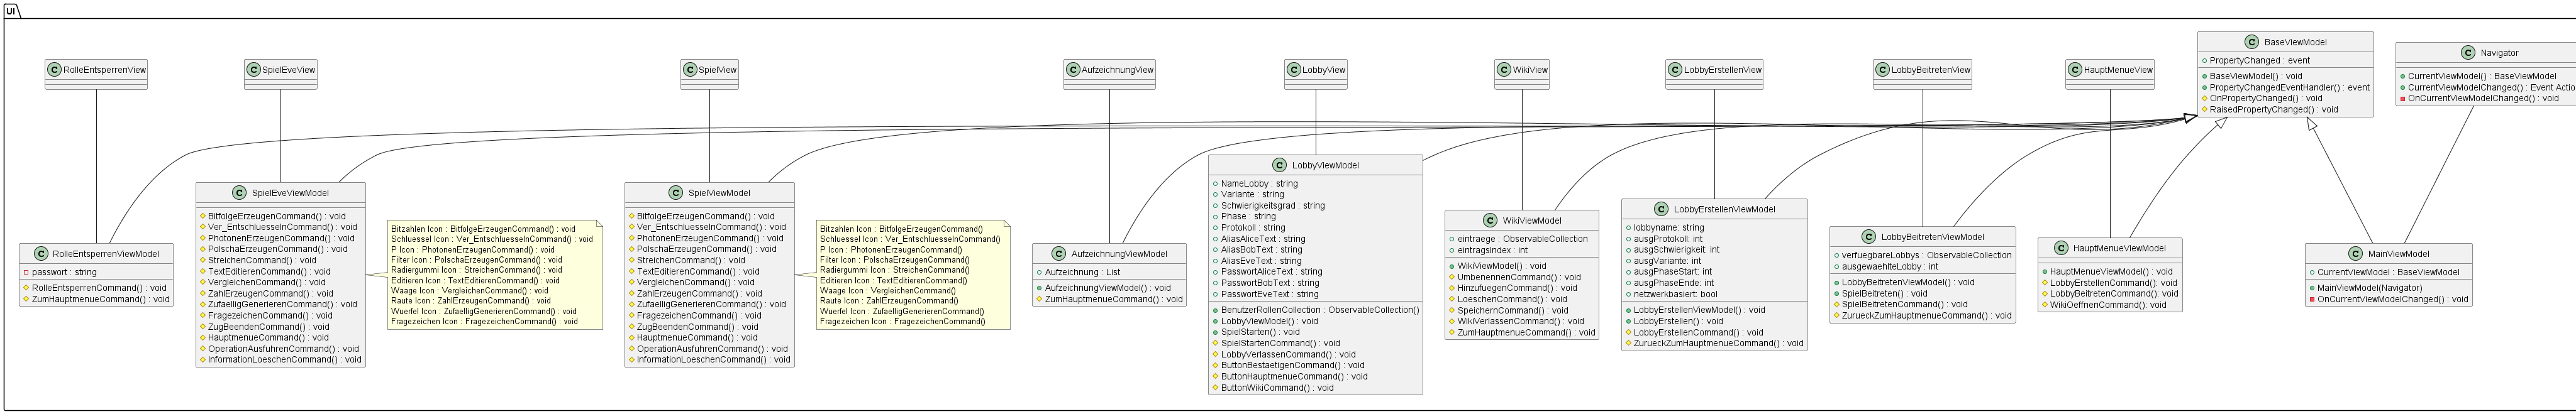 UI
C RolleEntsperrenView
C SpielEveView
C SpielView
C AufzeichnungView
C LobbyView
C WikiView
C LobbyErstellenView
C LobbyBeitretenView
C HauptMenueView
C BaseViewModel
PropertyChanged : event
BaseViewModel() : void
PropertyChangedEventHandler() : event
OnPropertyChanged() : void
RaisedPropertyChanged() : void
C Navigator
CurrentViewModel() : BaseViewModel
CurrentViewModelChanged() : Event Actio
OnCurrentViewModelChanged() : void
C RolleEntsperrenViewModel
passwort : string
RolleEntsperrenCommand() : void
ZumHauptmenueCommand() : void
C SpielEveViewModel
BitfolgeErzeugenCommand() : void
Ver_EntschluesselnCommand() : void
PhotonenErzeugenCommand() : void
PolschaErzeugenCommand() : void
StreichenCommand() : void
TextEditierenCommand() : void
VergleichenCommand() : void
ZahlErzeugenCommand() : void
ZufaelligGenerierenCommand() : void
FragezeichenCommand() : void
ZugBeendenCommand() : void
HauptmenueCommand() : void
OperationAusfuhrenCommand() : void
InformationLoeschenCommand() : void
Bitzahlen Icon : BitfolgeErzeugenCommand() : void
Schluessel Icon : Ver_EntschluesselnCommand() : void
P Icon : PhotonenErzeugenCommand() : void
Filter Icon : PolschaErzeugenCommand() : void
Radiergummi Icon : StreichenCommand() : void
Editieren Icon : TextEditierenCommand() : void
Waage Icon : VergleichenCommand() : void
Raute Icon : ZahlErzeugenCommand() : void
Wuerfel Icon : ZufaelligGenerierenCommand() : void
Fragezeichen Icon : FragezeichenCommand() : void
C SpielViewModel
BitfolgeErzeugenCommand() : void
Ver_EntschluesselnCommand() : void
PhotonenErzeugenCommand() : void
PolschaErzeugenCommand() : void
StreichenCommand() : void
TextEditierenCommand() : void
VergleichenCommand() : void
ZahlErzeugenCommand() : void
ZufaelligGenerierenCommand() : void
FragezeichenCommand() : void
ZugBeendenCommand() : void
HauptmenueCommand() : void
OperationAusfuhrenCommand() : void
InformationLoeschenCommand() : void
Bitzahlen Icon : BitfolgeErzeugenCommand()
Schluessel Icon : Ver_EntschluesselnCommand()
P Icon : PhotonenErzeugenCommand()
Filter Icon : PolschaErzeugenCommand()
Radiergummi Icon : StreichenCommand()
Editieren Icon : TextEditierenCommand()
Waage Icon : VergleichenCommand()
Raute Icon : ZahlErzeugenCommand()
Wuerfel Icon : ZufaelligGenerierenCommand()
Fragezeichen Icon : FragezeichenCommand()
C AufzeichnungViewModel
Aufzeichnung : List
AufzeichnungViewModel() : void
ZumHauptmenueCommand() : void
C LobbyViewModel
NameLobby : string
Variante : string
Schwierigkeitsgrad : string
Phase : string
Protokoll : string
AliasAliceText : string
AliasBobText : string
AliasEveText : string
PasswortAliceText : string
PasswortBobText : string
PasswortEveText : string
BenutzerRollenCollection : ObservableCollection()
LobbyViewModel() : void
SpielStarten() : void
SpielStartenCommand() : void
LobbyVerlassenCommand() : void
ButtonBestaetigenCommand() : void
ButtonHauptmenueCommand() : void
ButtonWikiCommand() : void
C WikiViewModel
eintraege : ObservableCollection
eintragsIndex : int
WikiViewModel() : void
UmbenennenCommand() : void
HinzufuegenCommand() : void
LoeschenCommand() : void
SpeichernCommand() : void
WikiVerlassenCommand() : void
ZumHauptmenueCommand() : void
C LobbyErstellenViewModel
lobbyname: string
ausgProtokoll: int
ausgSchwierigkeit: int
ausgVariante: int
ausgPhaseStart: int
ausgPhaseEnde: int
netzwerkbasiert: bool
LobbyErstellenViewModel() : void
LobbyErstellen() : void
LobbyErstellenCommand() : void
ZurueckZumHauptmenueCommand() : void
C LobbyBeitretenViewModel
verfuegbareLobbys : ObservableCollection
ausgewaehlteLobby : int
LobbyBeitretenViewModel() : void
SpielBeitreten() : void
SpielBeitretenCommand() : void
ZurueckZumHauptmenueCommand() : void
C HauptMenueViewModel
HauptMenueViewModel() : void
LobbyErstellenCommand() : void
LobbyBeitretenCommand() : void
WikiOeffnenCommand() : void
C MainViewModel
CurrentViewModel : BaseViewModel
MainViewModel(Navigator)
OnCurrentViewModelChanged() : void